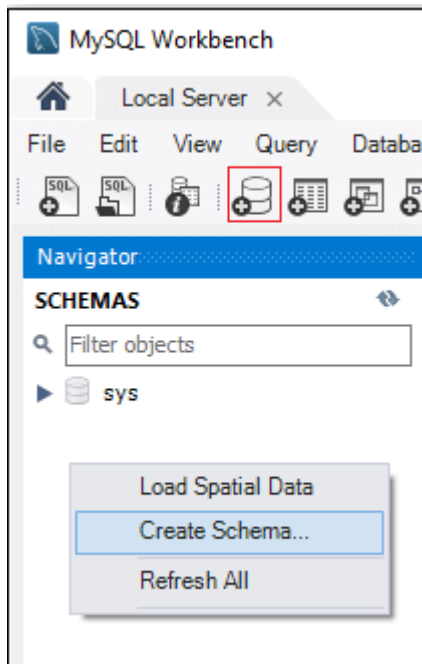 MySQL Workbench
Local Server ×
File Edit View Query Databa
SQL SQL
Navigator
SCHEMAS
Filter objects
sys
Load Spatial Data
Create Schema...
Refresh All